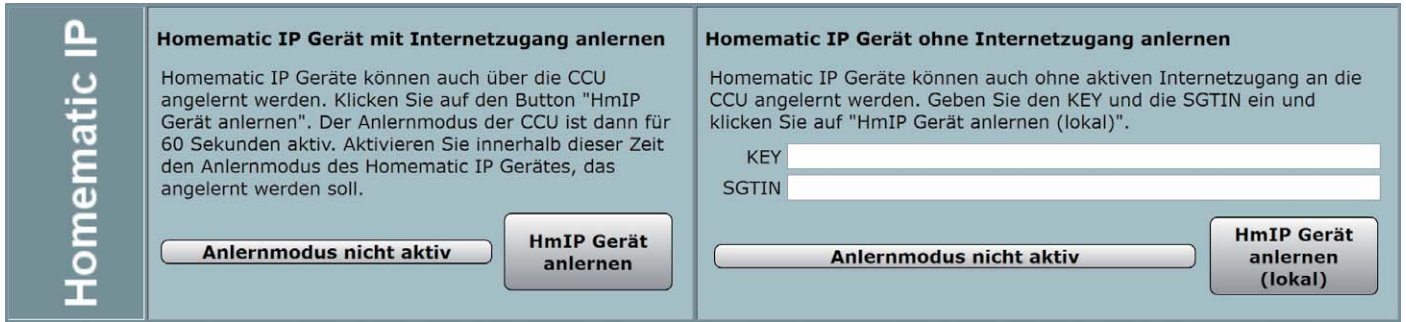 Homematic IP
Homematic IP Gerät mit Internetzugang anlernen
Homematic IP Geräte können auch über die CCU
angelernt werden. Klicken Sie auf den Button "HmIP
Gerät anlernen". Der Anlernmodus der CCU ist dann für
60 Sekunden aktiv. Aktivieren Sie innerhalb dieser Zeit
den Anlernmodus des Homematic IP Gerätes, das
angelernt werden soll.
Anlernmodus nicht aktiv
HmIP Gerät
anlernen
Homematic IP Gerät ohne Internetzugang anlernen
Homematic IP Geräte können auch ohne aktiven Internetzugang an die
CCU angelernt werden. Geben Sie den KEY und die SGTIN ein und
klicken Sie auf "HmIP Gerät anlernen (lokal)".
KEY
SGTIN
Anlernmodus nicht aktiv
HmIP Gerät
anlernen
(lokal)